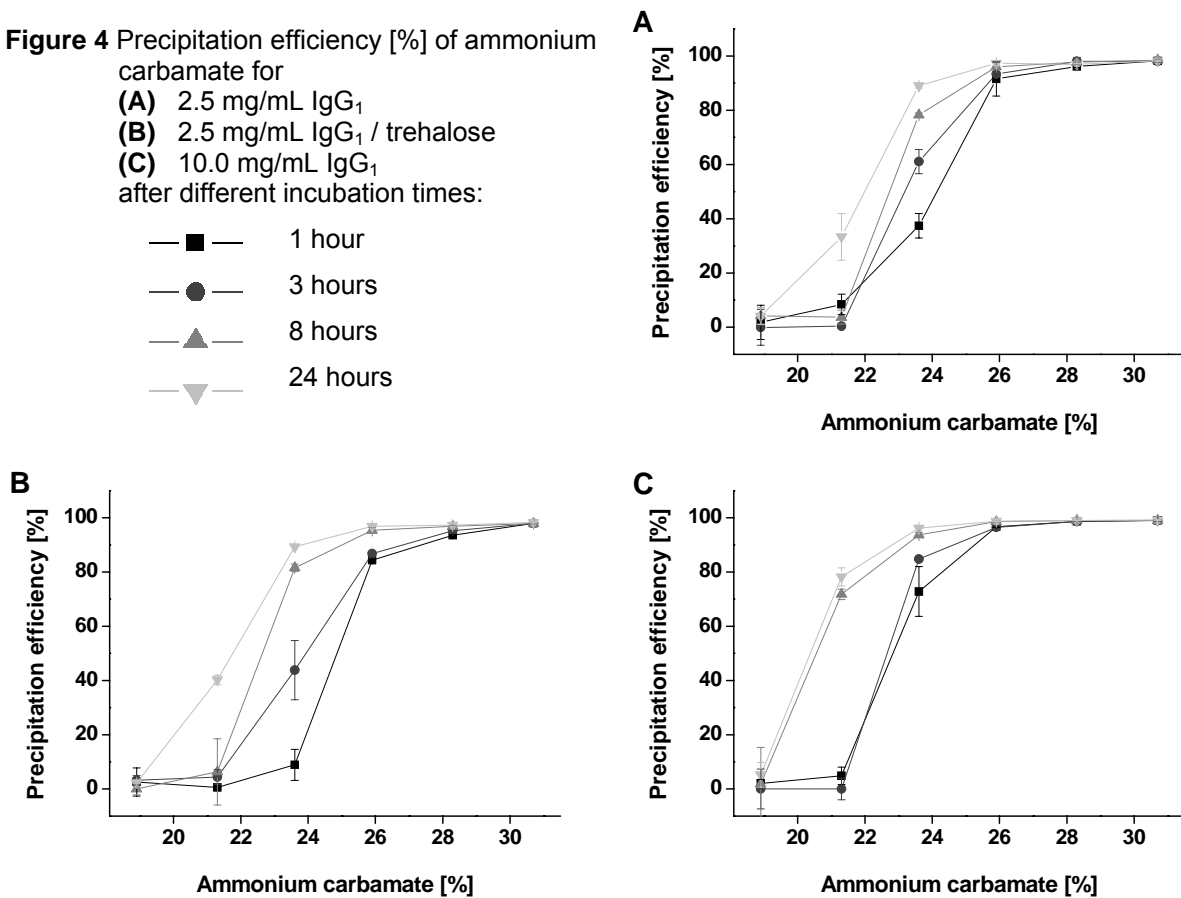 Figure 4 Precipitation efficiency [%] of ammonium
carbamate for
(A) 2.5 mg/mL IgG₁
(B) 2.5 mg/mL IgG₁ / trehalose
(C) 10.0 mg/mL IgG₁
after different incubation times:
1 hour
3 hours
8 hours
24 hours
A
Precipitation efficiency [%]
100
80
60
40
20
0
20 22 24 26 28 30
Ammonium carbamate [%]
B
Precipitation efficiency [%]
100
80
60
40
20
0
20 22 24 26 28 30
Ammonium carbamate [%]
C
Precipitation efficiency [%]
100
80
60
40
20
0
20 22 24 26 28 30
Ammonium carbamate [%]